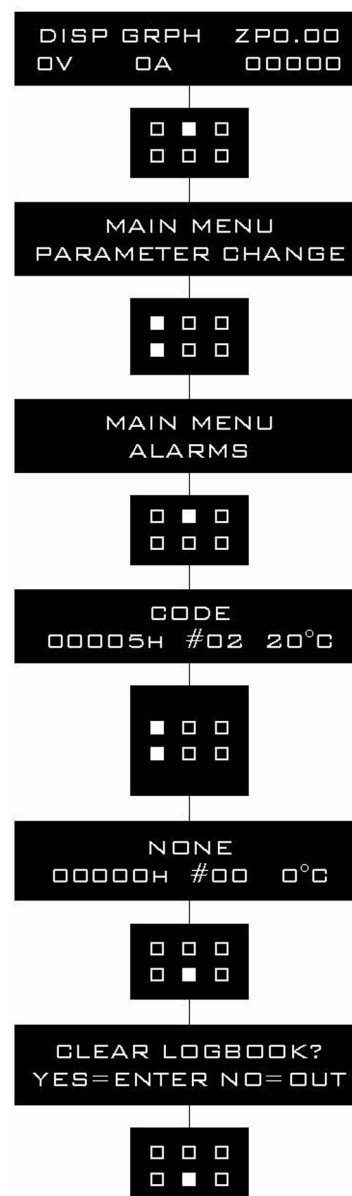 DISP GRPH ZP0.00
0V 0A 00000
MAIN MENU
PARAMETER CHANGE
MAIN MENU
ALARMS
CODE
00005H #02 20°C
NONE
00000H #00 0°C
CLEAR LOGBOOK?
YES=ENTER NO=OUT